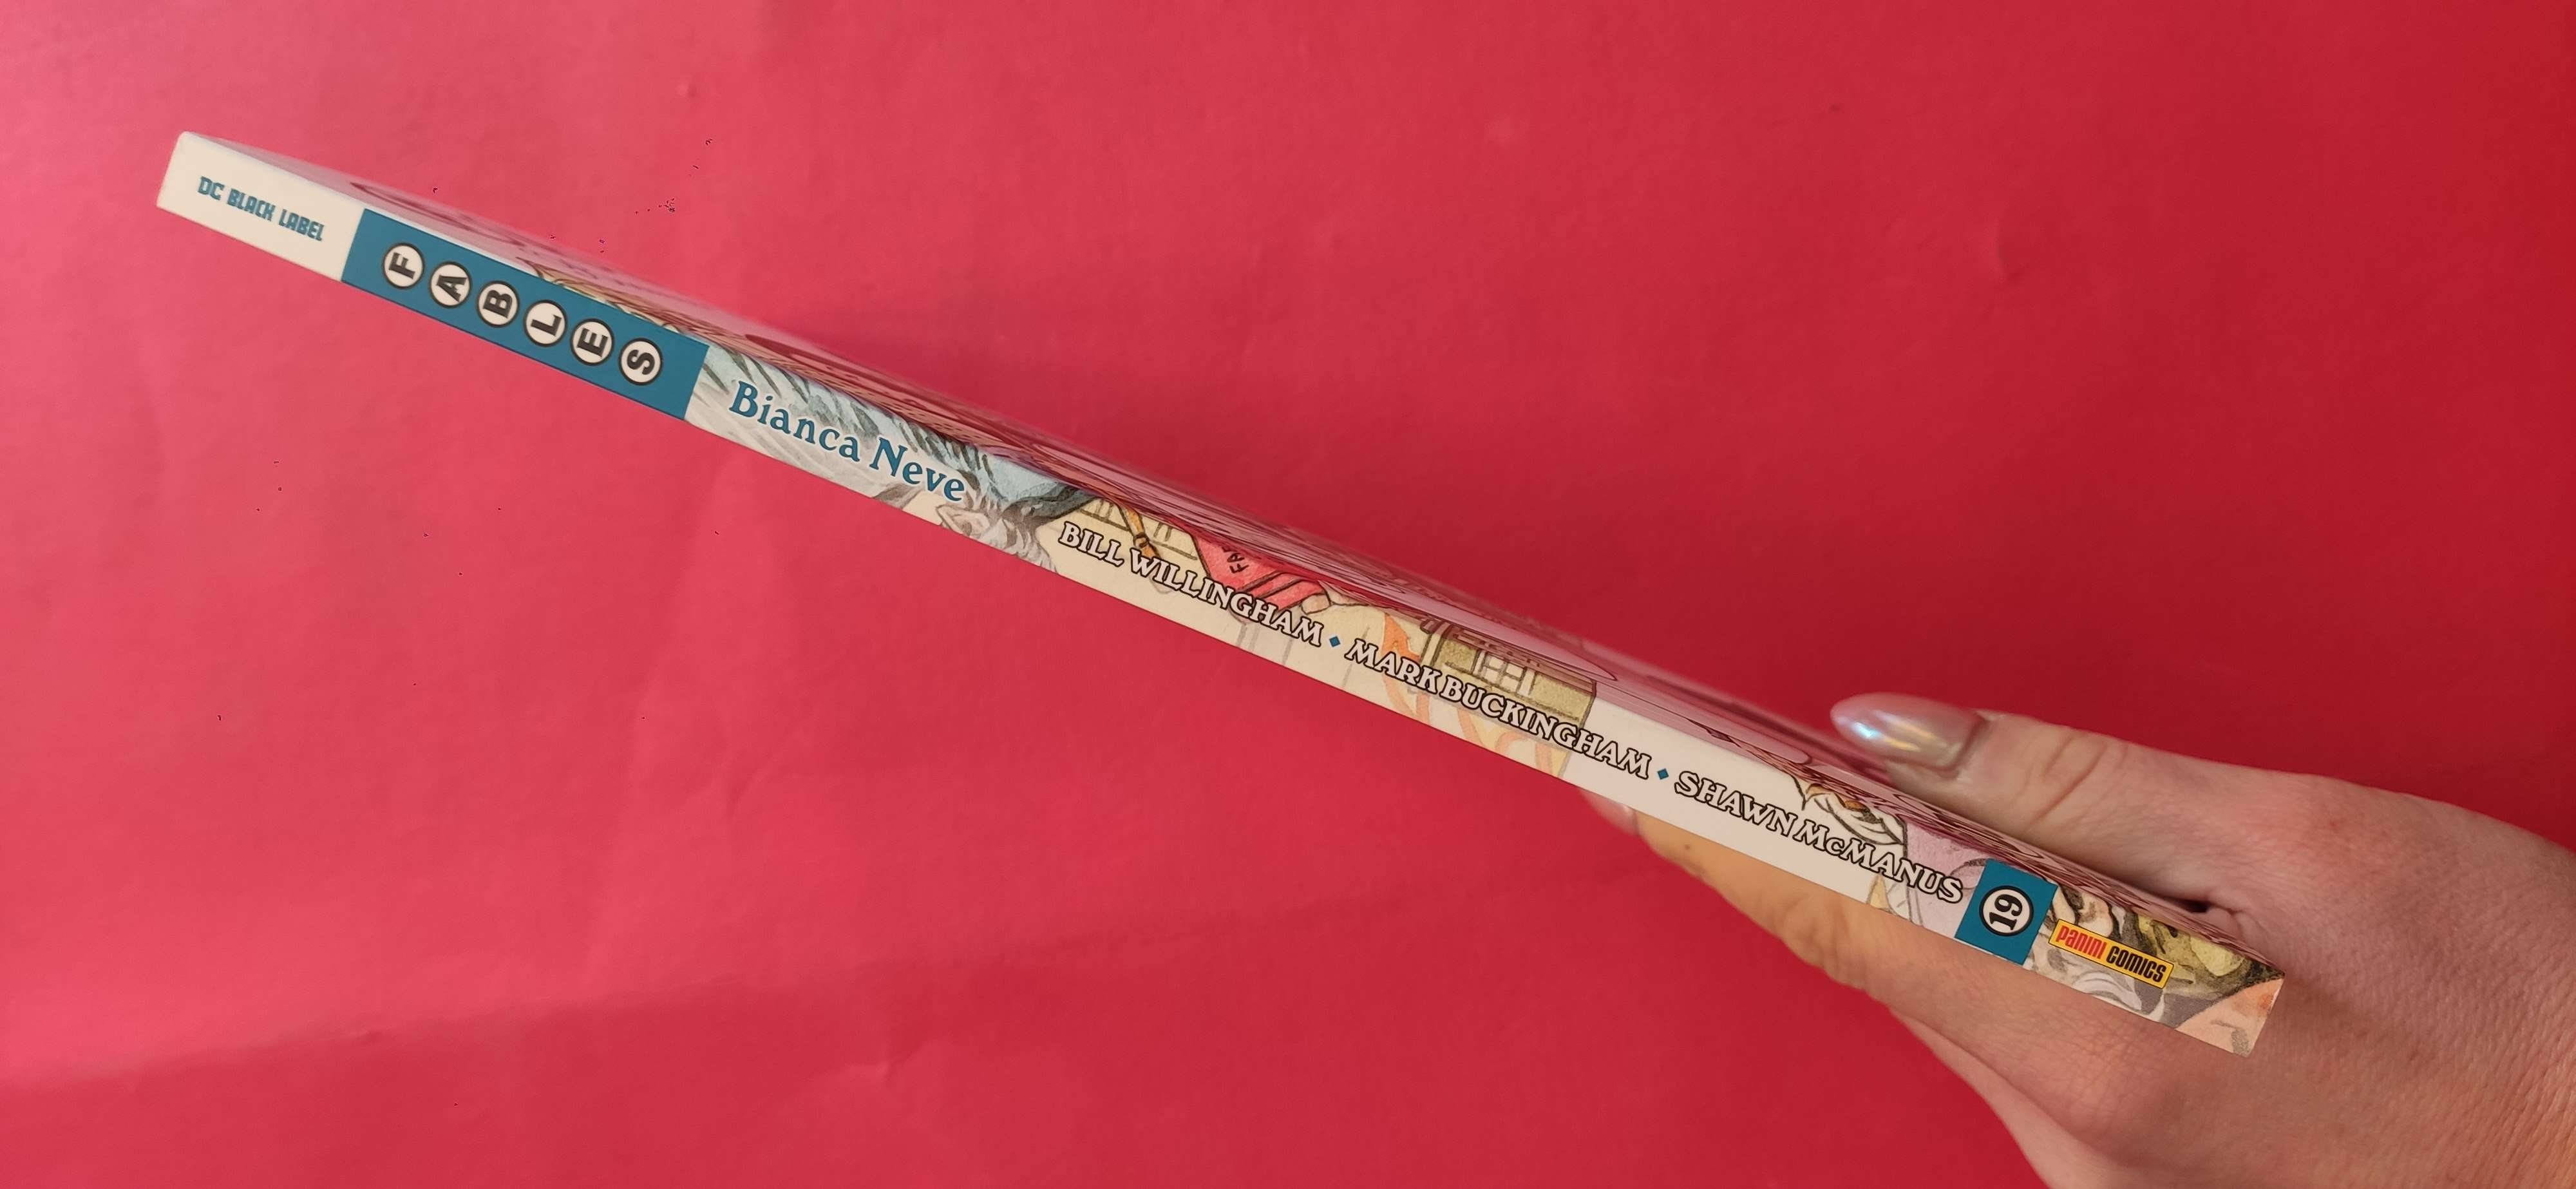 DC BLACK LABEL
FABLES
Bianca Neve
BILL WILLINGHAM • MARK BUCKINGHAM • SHAWN McMANUS
19
PANINI COMICS